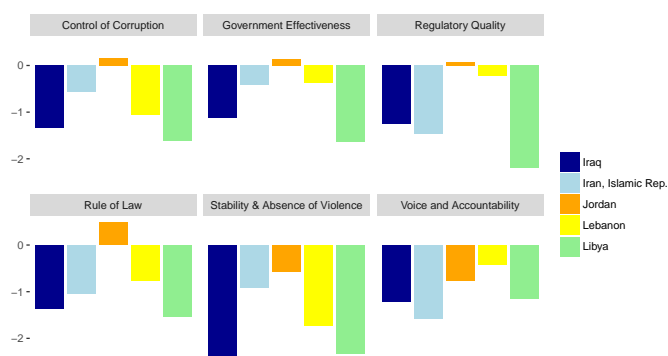 Control of Corruption
Government Effectiveness
Regulatory Quality
0
−1
−2
Rule of Law
Stability & Absence of Violence
Voice and Accountability
0
−1
−2
Iraq
Iran, Islamic Rep.
Jordan
Lebanon
Libya